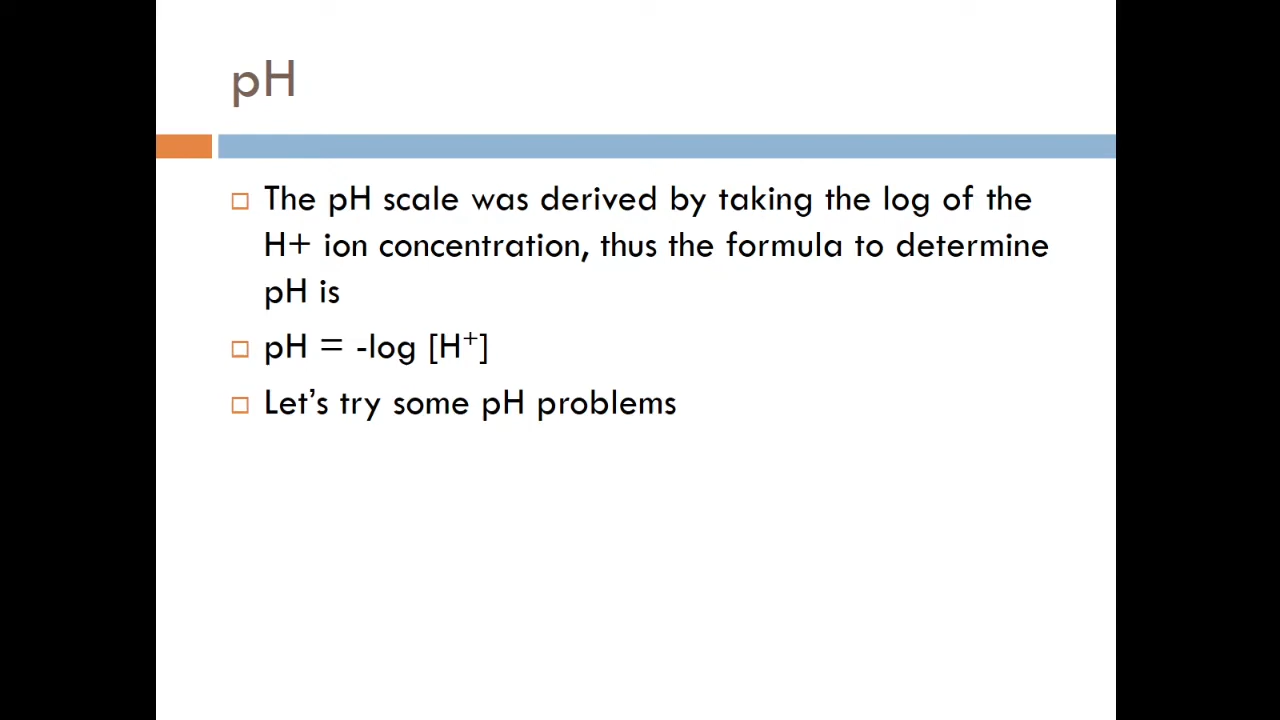 pH
The pH scale was derived by taking the log of the
H+ ion concentration, thus the formula to determine
pH is
pH = -log [H⁺]
Let’s try some pH problems